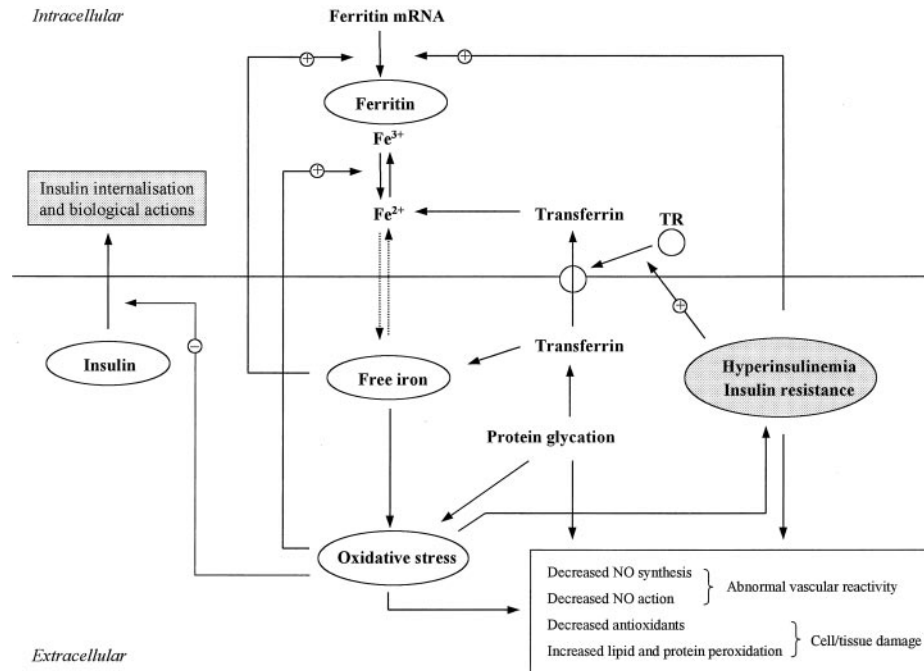 Intracellular
Ferritin mRNA
+
+
Ferritin
Fe³⁺
+
Insulin internalisation
and biological actions
Fe²⁺
Transferrin
TR
+
−
Insulin
Transferrin
Free iron
Hyperinsulinemia
Insulin resistance
Protein glycation
Oxidative stress
Decreased NO synthesis
Decreased NO action
Abnormal vascular reactivity
Decreased antioxidants
Increased lipid and protein peroxidation
Cell/tissue damage
Extracellular